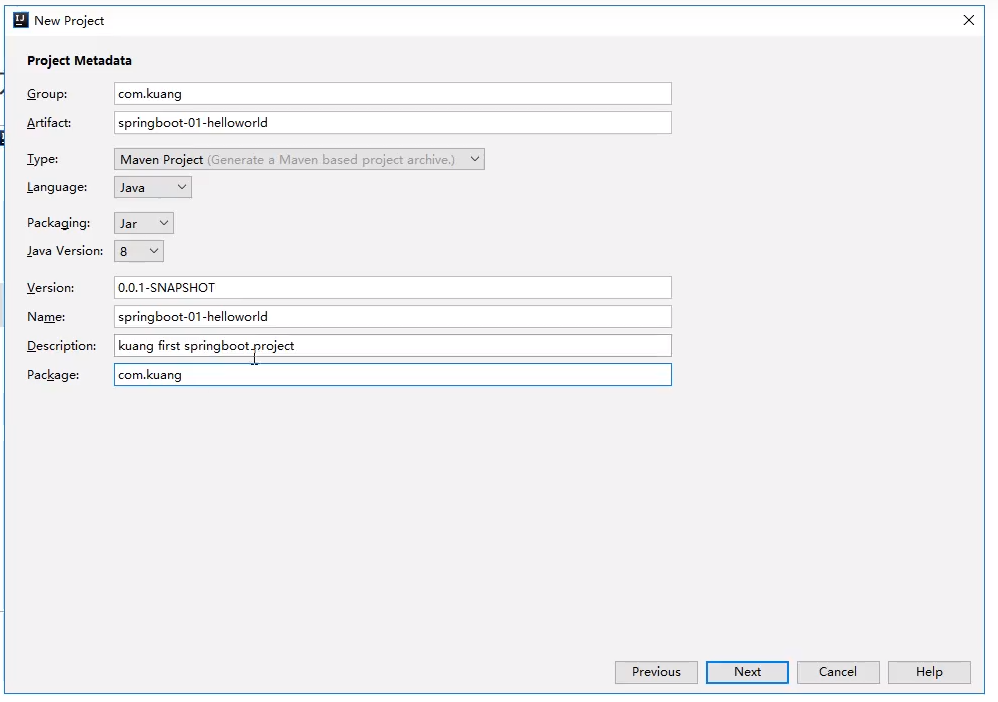 New Project
Project Metadata
Group: com.kuang
Artifact: springboot-01-helloworld
Type: Maven Project (Generate a Maven based project archive.)
Language: Java
Packaging: Jar
Java Version: 8
Version: 0.0.1-SNAPSHOT
Name: springboot-01-helloworld
Description: kuang first springboot project
Package: com.kuang
Previous Next Cancel Help